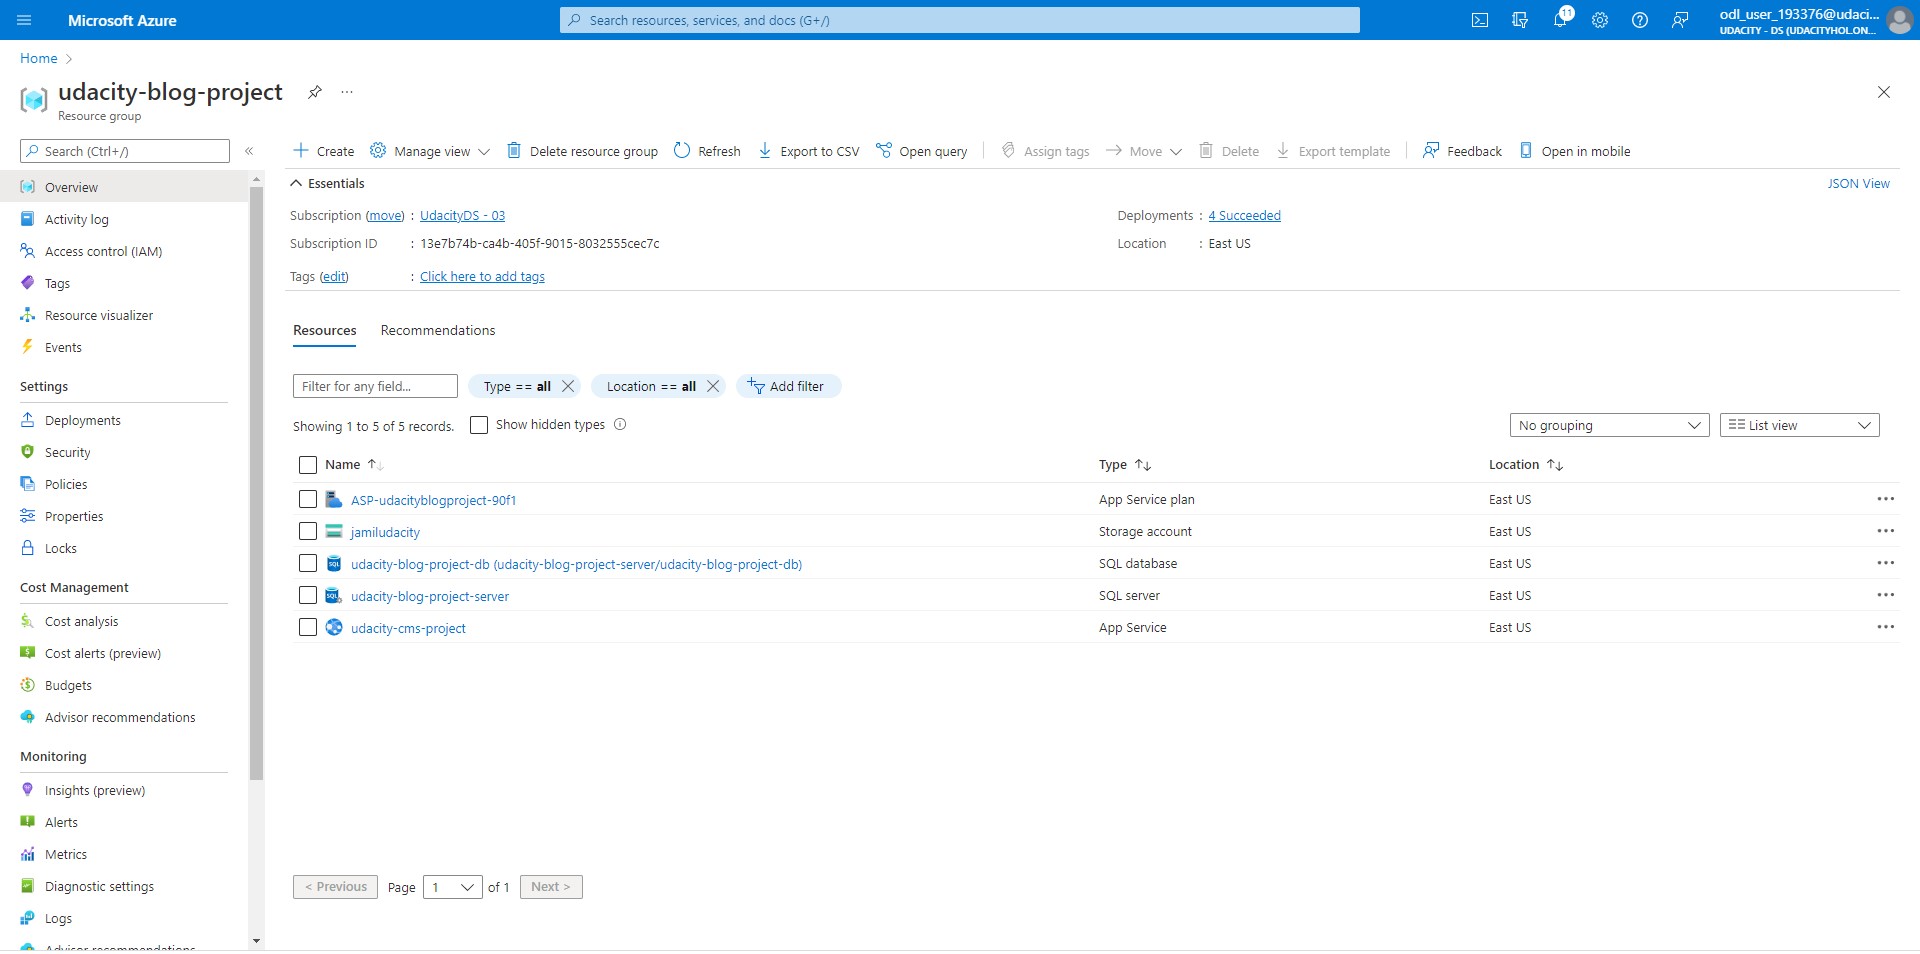 Microsoft Azure
Search resources, services, and docs (G+/)
11
odl_user_193376@udaci...
UDACITY - DS (UDACITYHOL.ON...
Home >
udacity-blog-project
...
Resource group
Search (Ctrl+/)
«
Create
Manage view
Delete resource group
Refresh
Export to CSV
Open query
Assign tags
Move
Delete
Export template
Feedback
Open in mobile
Overview
Activity log
Access control (IAM)
Tags
Resource visualizer
Events
Settings
Deployments
Security
Policies
Properties
Locks
Cost Management
Cost analysis
Cost alerts (preview)
Budgets
Advisor recommendations
Monitoring
Insights (preview)
Alerts
Metrics
Diagnostic settings
Logs
Advisor recommendations
Essentials
JSON View
Subscription (move) : UdacityDS - 03
Deployments : 4 Succeeded
Subscription ID : 13e7b74b-ca4b-405f-9015-8032555cec7c
Location : East US
Tags (edit) : Click here to add tags
Resources Recommendations
Filter for any field...
Type == all
Location == all
Add filter
Showing 1 to 5 of 5 records.
Show hidden types
No grouping
List view
Name Type Location
ASP-udacityblogproject-90f1 App Service plan East US
jamiludacity Storage account East US
SQL udacity-blog-project-db (udacity-blog-project-server/udacity-blog-project-db) SQL database East US
SQL udacity-blog-project-server SQL server East US
udacity-cms-project App Service East US
< Previous Page 1 of 1 Next >